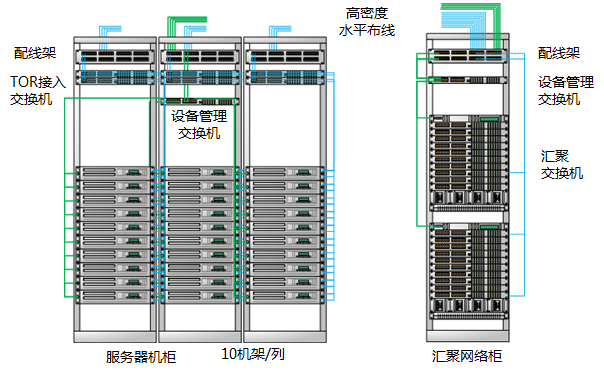 高密度
水平布线
配线架
TOR接入
交换机
设备管理
交换机
配线架
设备管理
交换机
汇聚
交换机
服务器机柜
10机架/列
汇聚网络柜